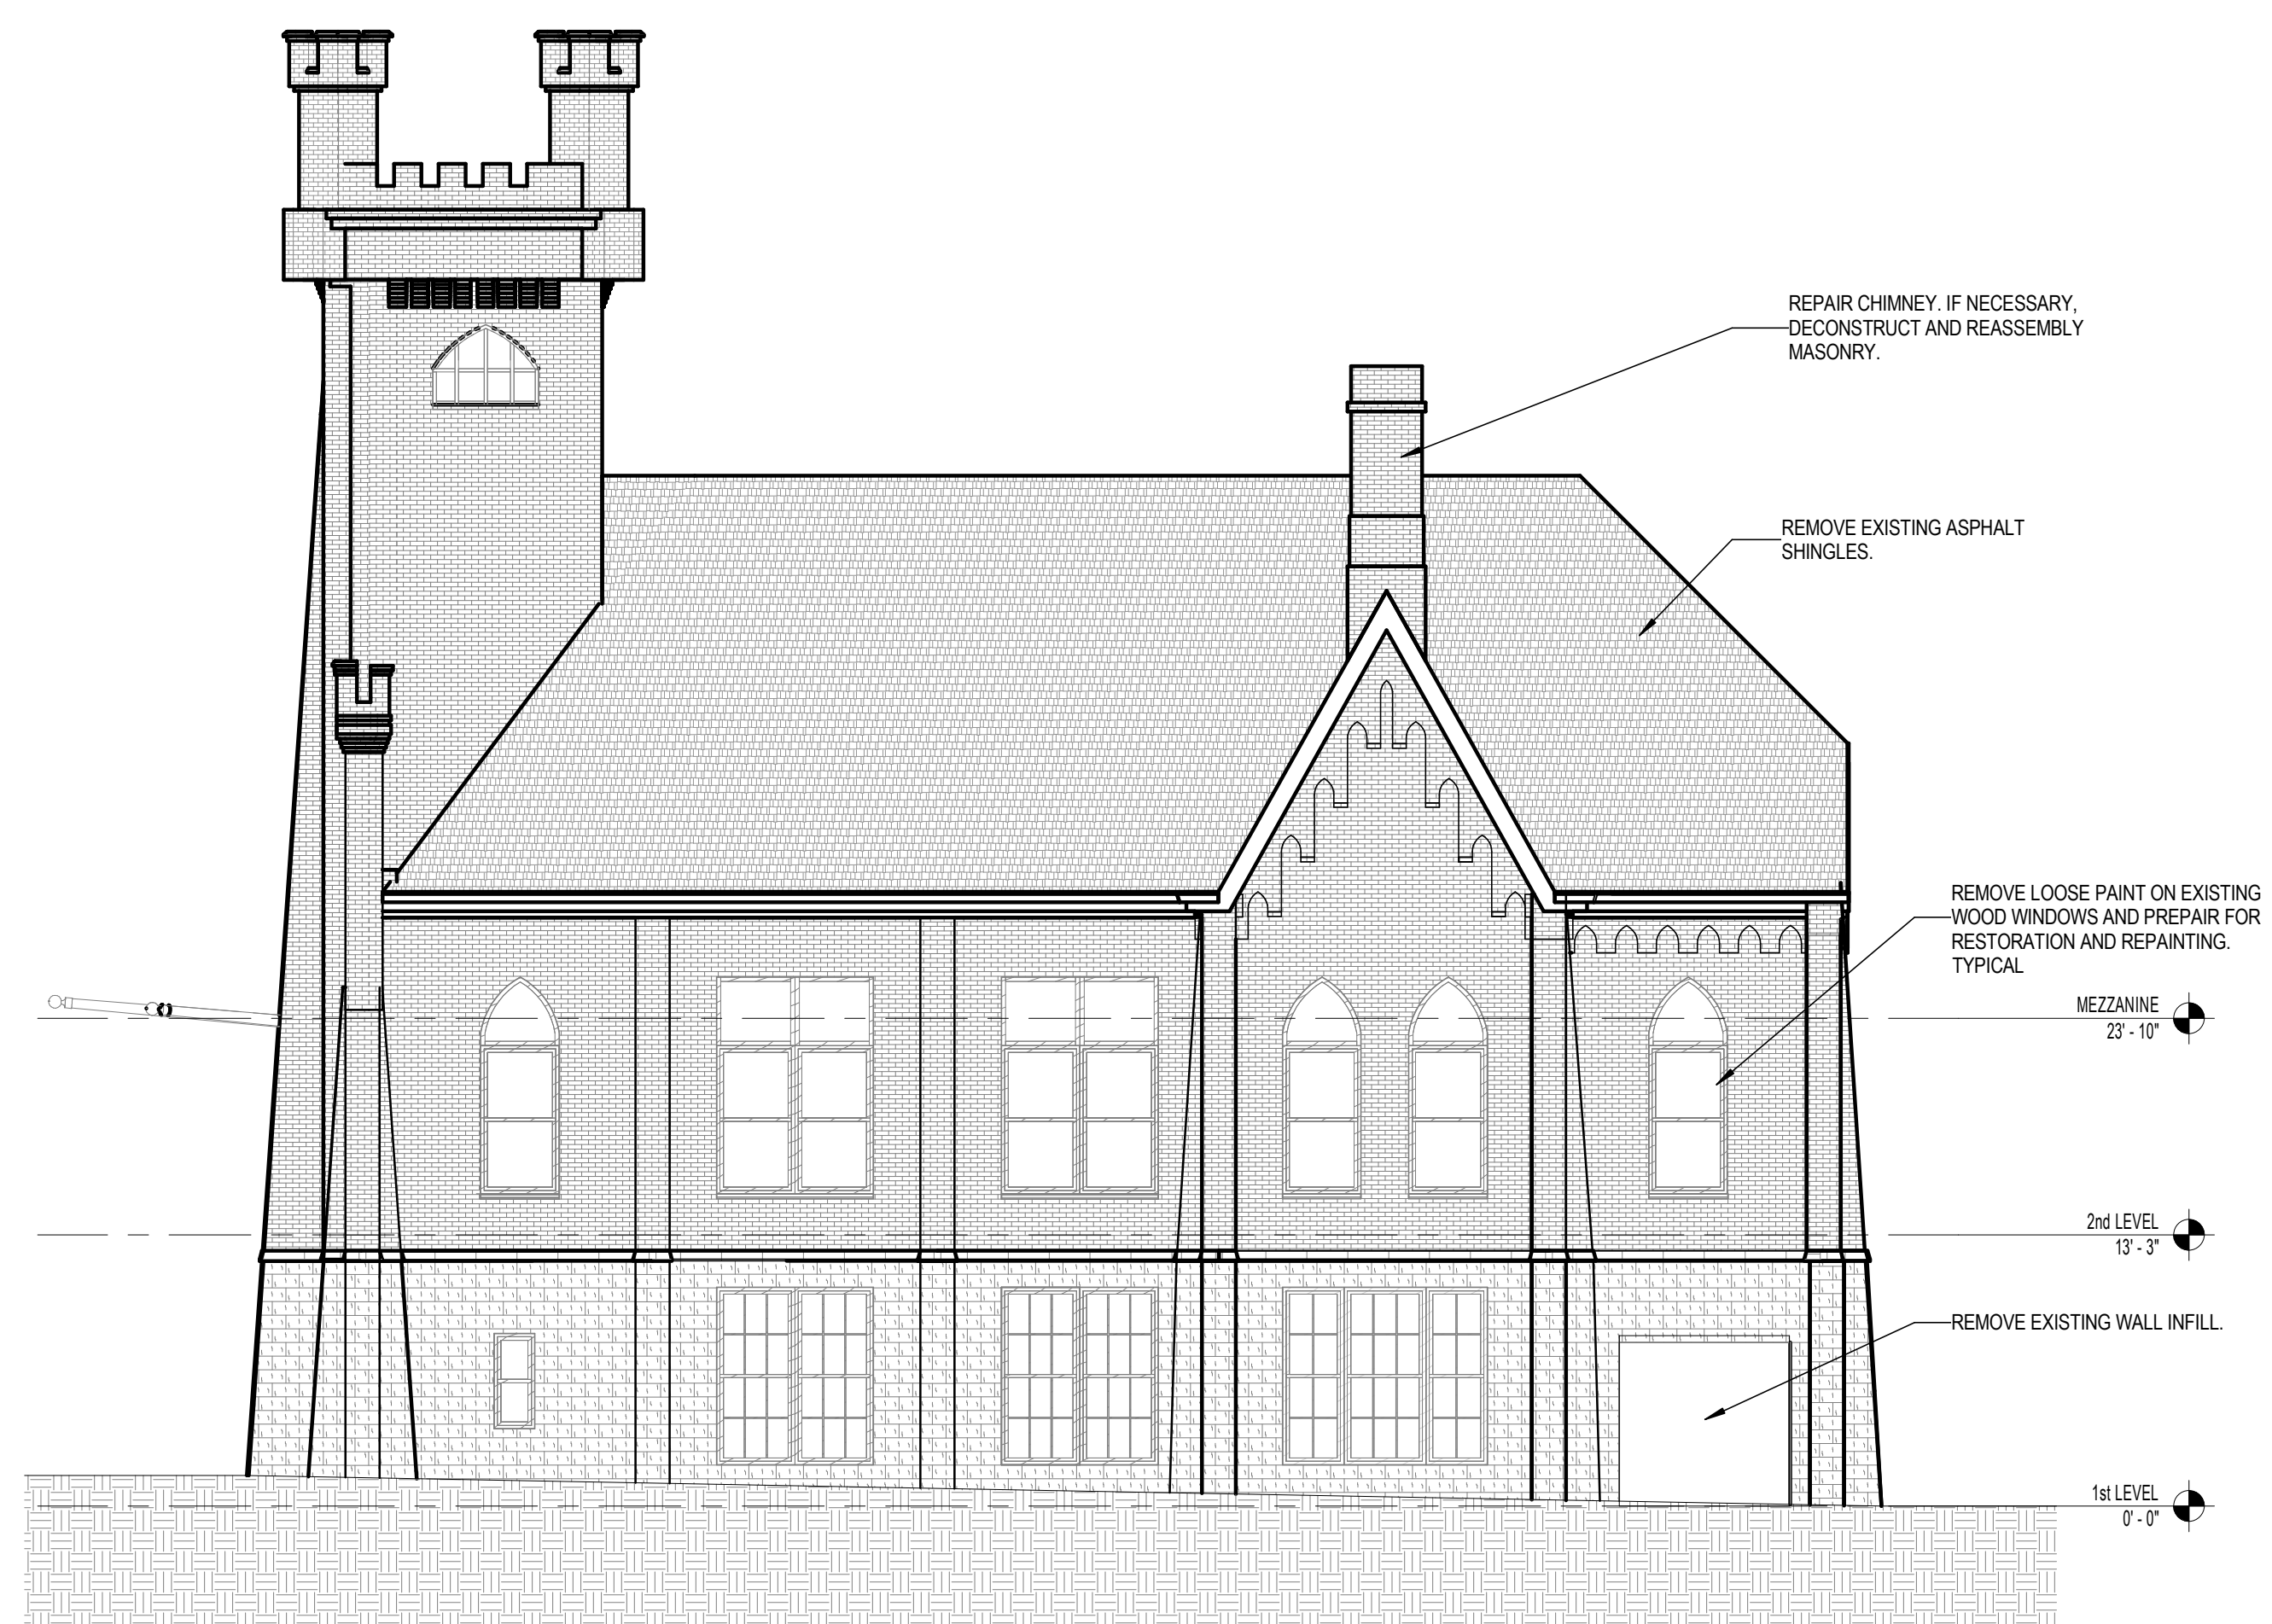 REPAIR CHIMNEY. IF NECESSARY,
DECONSTRUCT AND REASSEMBLY
MASONRY.
REMOVE EXISTING ASPHALT
SHINGLES.
REMOVE LOOSE PAINT ON EXISTING
WOOD WINDOWS AND PREPAIR FOR
RESTORATION AND REPAINTING.
TYPICAL
MEZZANINE
23' - 10"
2nd LEVEL
13' - 3"
REMOVE EXISTING WALL INFILL.
1st LEVEL
0' - 0"